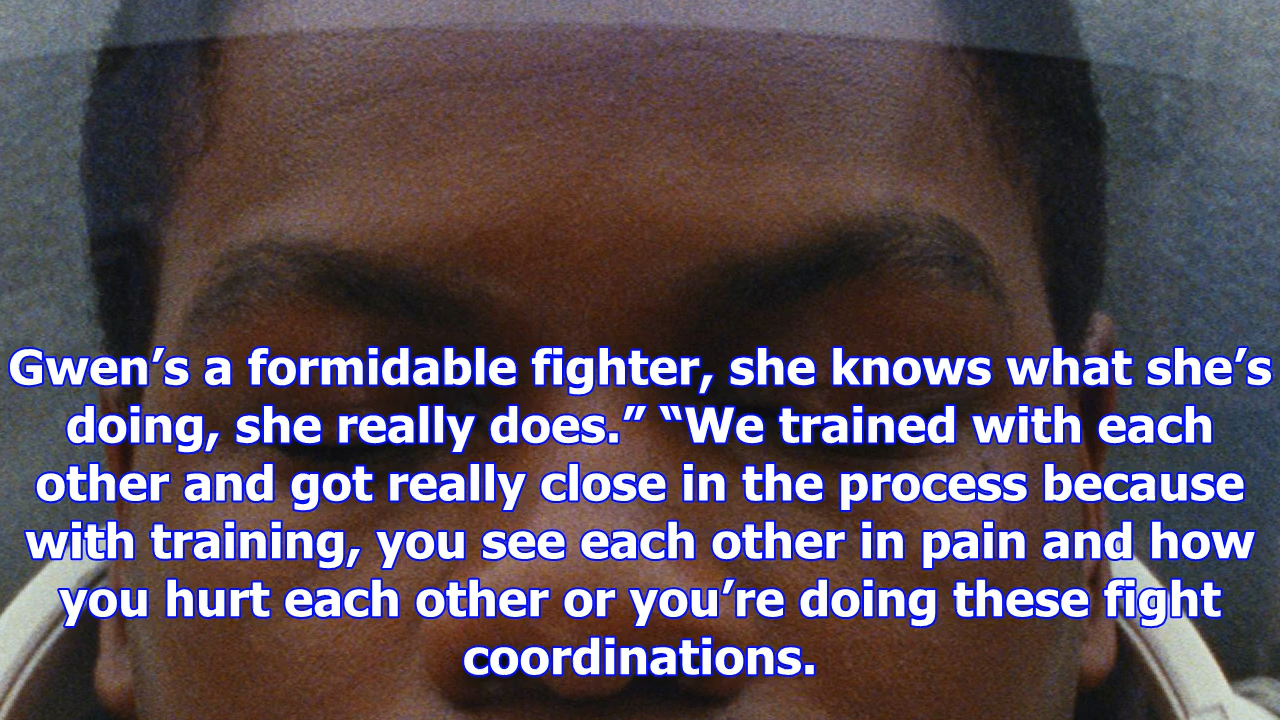 Gwen’s a formidable fighter, she knows what she’s
doing, she really does.” “We trained with each
other and got really close in the process because
with training, you see each other in pain and how
you hurt each other or you’re doing these fight
coordinations.